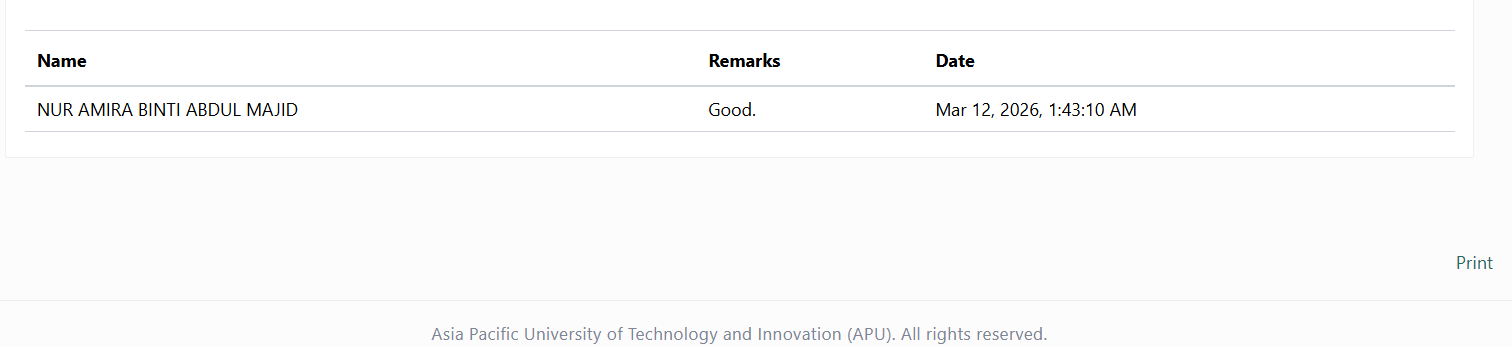 Name Remarks Date
NUR AMIRA BINTI ABDUL MAJID Good. Mar 12, 2026, 1:43:10 AM
Print
Asia Pacific University of Technology and Innovation (APU). All rights reserved.